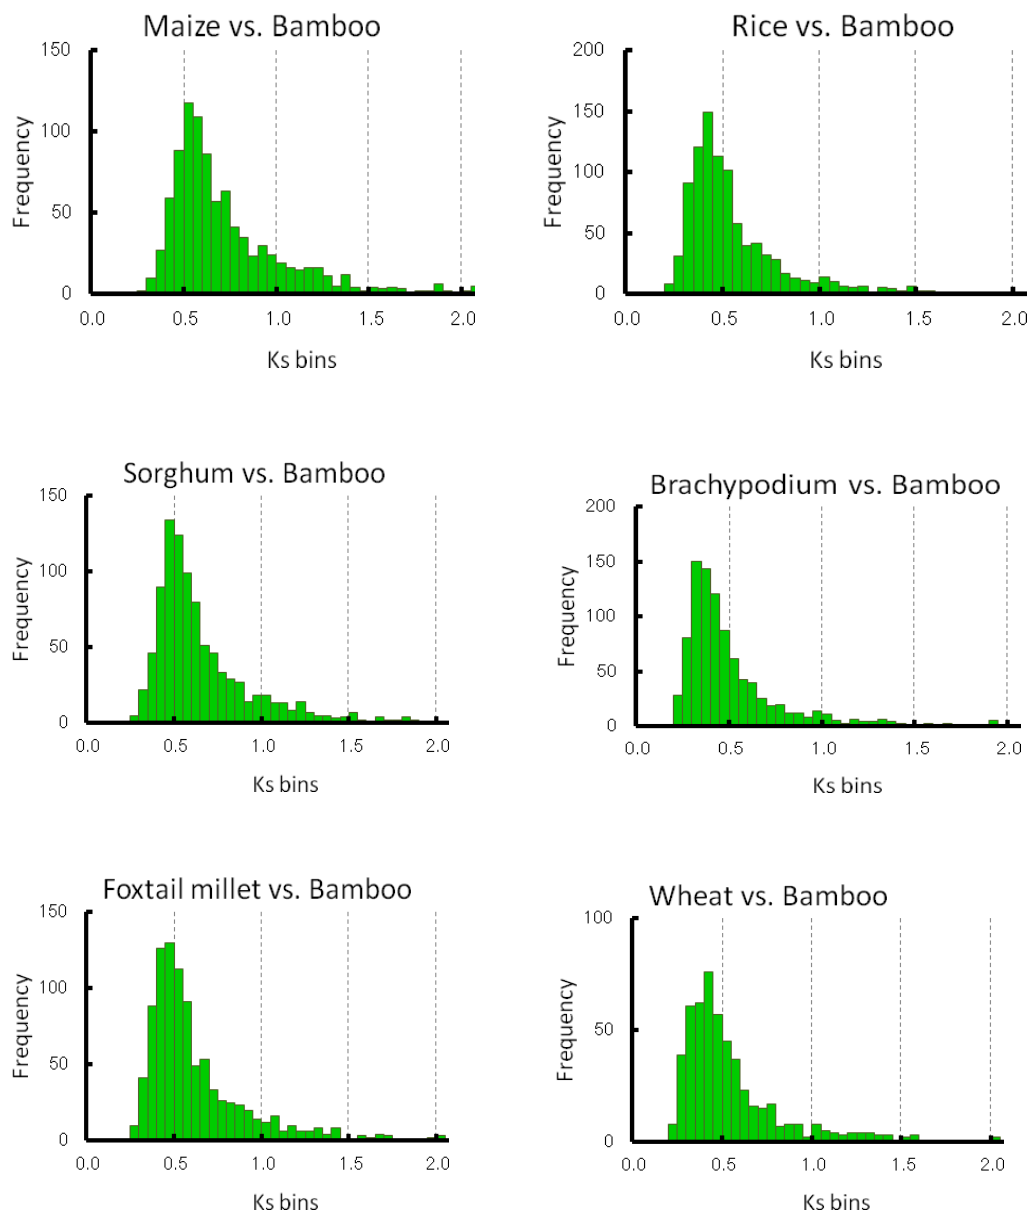 Maize vs. Bamboo
150
100
50
0
Frequency
0.0 0.5 1.0 1.5 2.0
Ks bins
Rice vs. Bamboo
200
150
100
50
0
Frequency
0.0 0.5 1.0 1.5 2.0
Ks bins
Sorghum vs. Bamboo
150
100
50
0
Frequency
0.0 0.5 1.0 1.5 2.0
Ks bins
Brachypodium vs. Bamboo
200
150
100
50
0
Frequency
0.0 0.5 1.0 1.5 2.0
Ks bins
Foxtail millet vs. Bamboo
150
100
50
0
Frequency
0.0 0.5 1.0 1.5 2.0
Ks bins
Wheat vs. Bamboo
100
50
0
Frequency
0.0 0.5 1.0 1.5 2.0
Ks bins